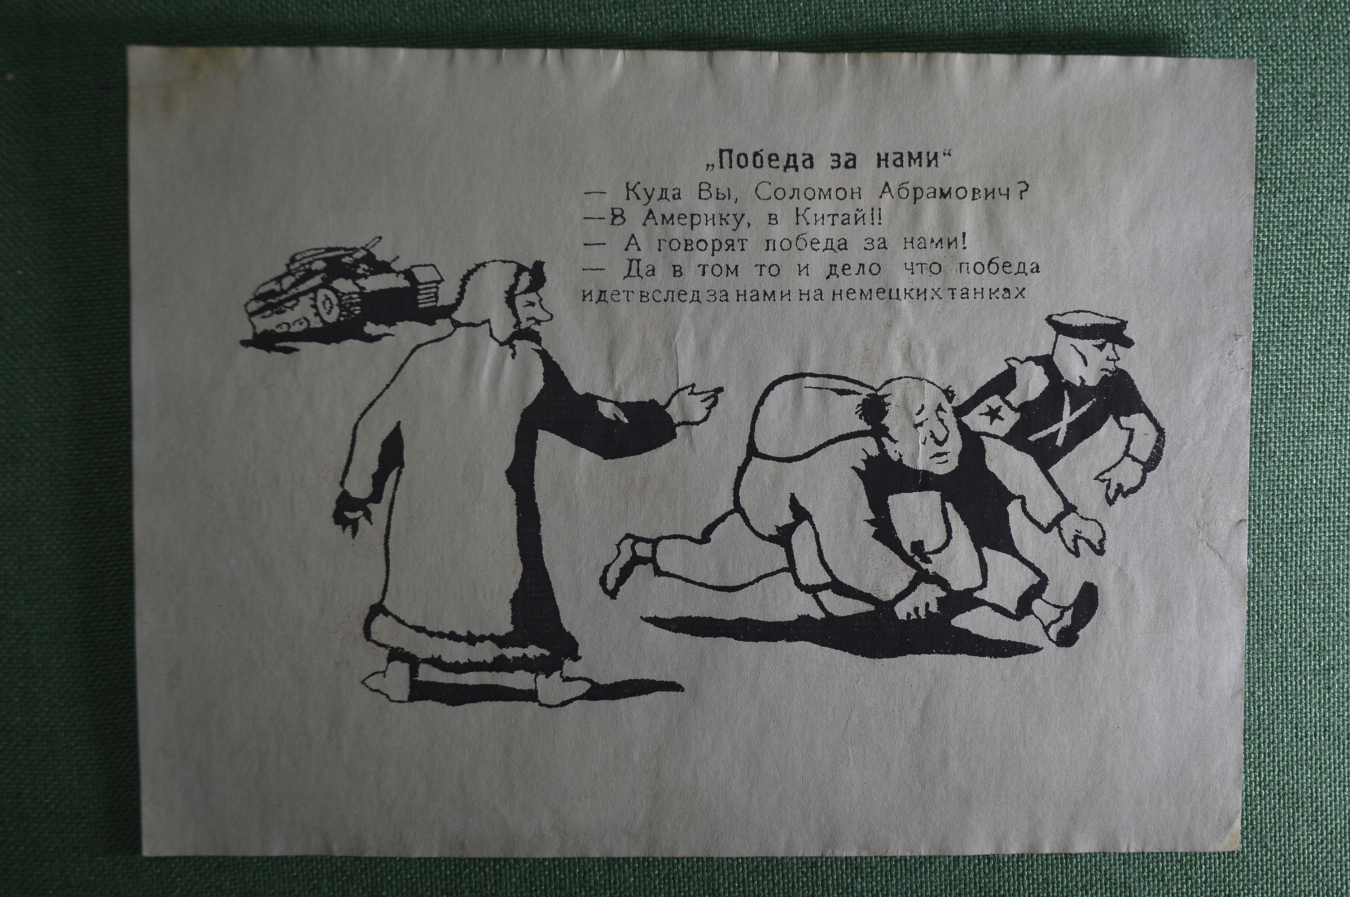 „Победа за нами“
— Куда Вы, Соломон Абрамович?
— В Америку, в Китай!!
— А говорят победа за нами!
— Да в том то и дело что победа
идет вслед за нами на немецких танках